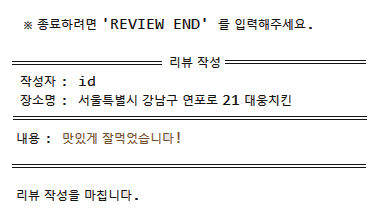 ※ 종료하려면 'REVIEW END' 를 입력해주세요.
리뷰 작성
작성자 : id
장소명 : 서울특별시 강남구 연포로 21 대웅치킨
내용 : 맛있게 잘먹었습니다!
리뷰 작성을 마칩니다.